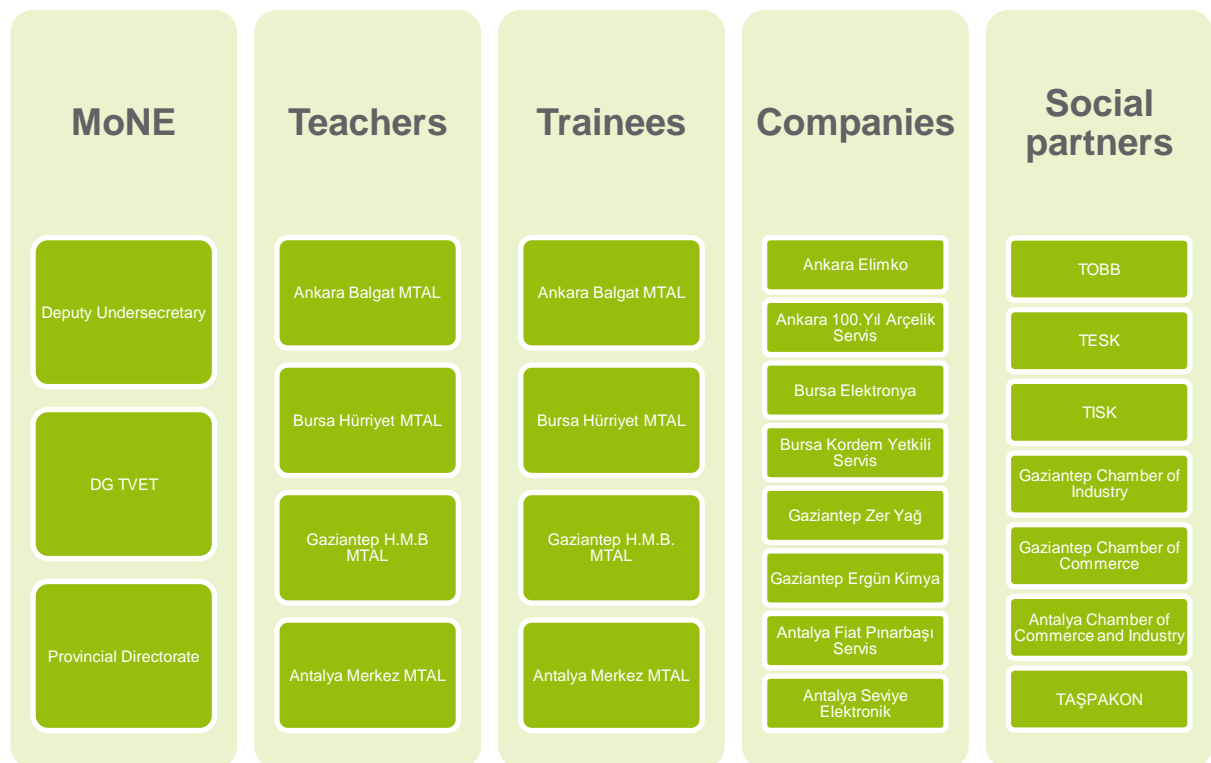 MoNE
Deputy Undersecretary
DG TVET
Provincial Directorate
Teachers
Ankara Balgat MTAL
Bursa Hürriyet MTAL
Gaziantep H.M.B
MTAL
Antalya Merkez MTAL
Trainees
Ankara Balgat MTAL
Bursa Hürriyet MTAL
Gaziantep H.M.B.
MTAL
Antalya Merkez MTAL
Companies
Ankara Elimko
Ankara 100.Yıl Arçelik
Servis
Bursa Elektronya
Bursa Kordem Yetkili
Servis
Gaziantep Zer Yağ
Gaziantep Ergün Kimya
Antalya Fiat Pınarbaşı
Servis
Antalya Seviye
Elektronik
Social
partners
TOBB
TESK
TISK
Gaziantep Chamber of
Industry
Gaziantep Chamber of
Commerce
Antalya Chamber of
Commerce and Industry
TAŞPAKON